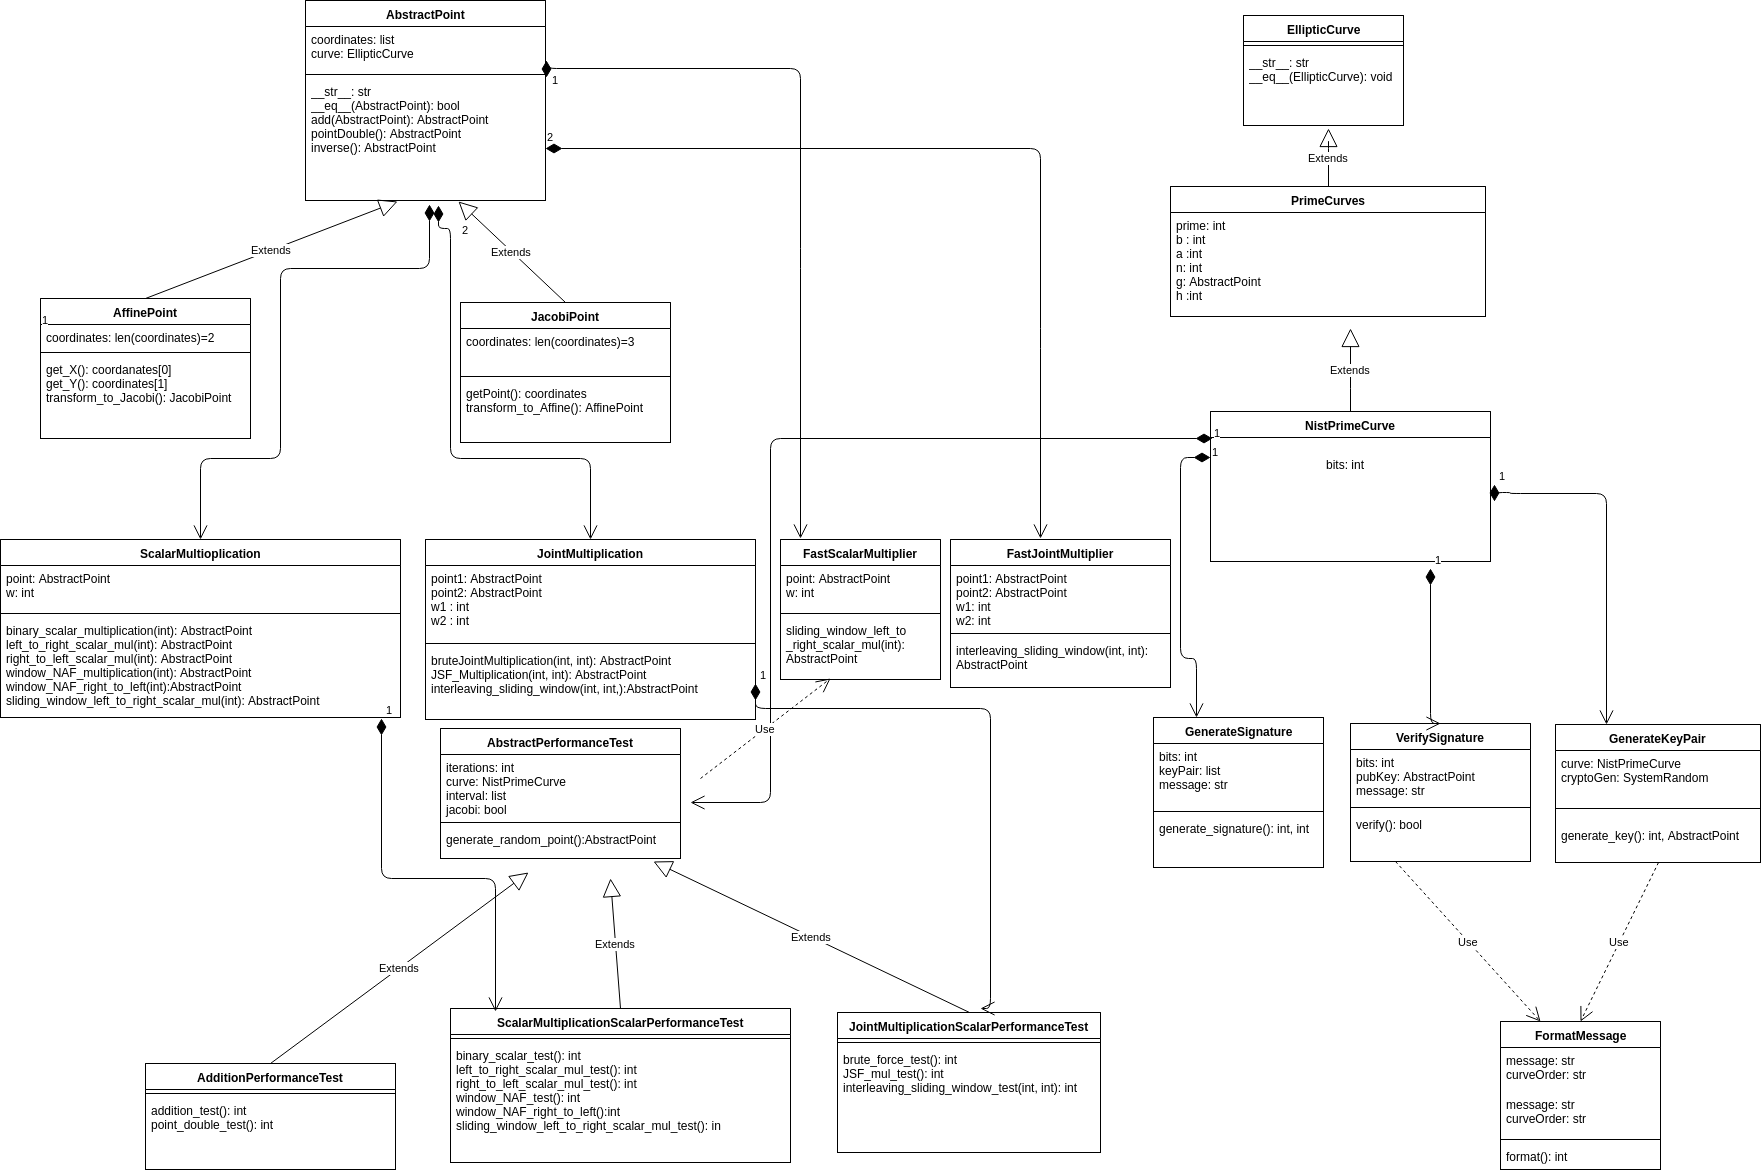 AbstractPoint
coordinates: list
curve: EllipticCurve
__str__: str
__eq__(AbstractPoint): bool
add(AbstractPoint): AbstractPoint
pointDouble(): AbstractPoint
inverse(): AbstractPoint
1
2
2
Extends
Extends
EllipticCurve
__str__: str
__eq__(EllipticCurve): void
Extends
PrimeCurves
prime: int
b : int
a :int
n: int
g: AbstractPoint
h :int
Extends
AffinePoint
1
coordinates: len(coordinates)=2
get_X(): coordanates[0]
get_Y(): coordinates[1]
transform_to_Jacobi(): JacobiPoint
JacobiPoint
coordinates: len(coordinates)=3
getPoint(): coordinates
transform_to_Affine(): AffinePoint
NistPrimeCurve
bits: int
1
1
1
1
ScalarMultioplication
point: AbstractPoint
w: int
binary_scalar_multiplication(int): AbstractPoint
left_to_right_scalar_mul(int): AbstractPoint
right_to_left_scalar_mul(int): AbstractPoint
window_NAF_multiplication(int): AbstractPoint
window_NAF_right_to_left(int):AbstractPoint
sliding_window_left_to_right_scalar_mul(int): AbstractPoint
1
JointMultiplication
point1: AbstractPoint
point2: AbstractPoint
w1 : int
w2 : int
bruteJointMultiplication(int, int): AbstractPoint
JSF_Multiplication(int, int): AbstractPoint
interleaving_sliding_window(int, int,):AbstractPoint
1
FastScalarMultiplier
point: AbstractPoint
w: int
sliding_window_left_to
_right_scalar_mul(int):
AbstractPoint
FastJointMultiplier
point1: AbstractPoint
point2: AbstractPoint
w1: int
w2: int
interleaving_sliding_window(int, int):
AbstractPoint
Use
AbstractPerformanceTest
iterations: int
curve: NistPrimeCurve
interval: list
jacobi: bool
generate_random_point():AbstractPoint
GenerateSignature
bits: int
keyPair: list
message: str
generate_signature(): int, int
VerifySignature
bits: int
pubKey: AbstractPoint
message: str
verify(): bool
GenerateKeyPair
curve: NistPrimeCurve
cryptoGen: SystemRandom
generate_key(): int, AbstractPoint
Extends
Extends
Extends
Use
Use
AdditionPerformanceTest
addition_test(): int
point_double_test(): int
ScalarMultiplicationScalarPerformanceTest
binary_scalar_test(): int
left_to_right_scalar_mul_test(): int
right_to_left_scalar_mul_test(): int
window_NAF_test(): int
window_NAF_right_to_left():int
sliding_window_left_to_right_scalar_mul_test(): in
JointMultiplicationScalarPerformanceTest
brute_force_test(): int
JSF_mul_test(): int
interleaving_sliding_window_test(int, int): int
FormatMessage
message: str
curveOrder: str
message: str
curveOrder: str
format(): int